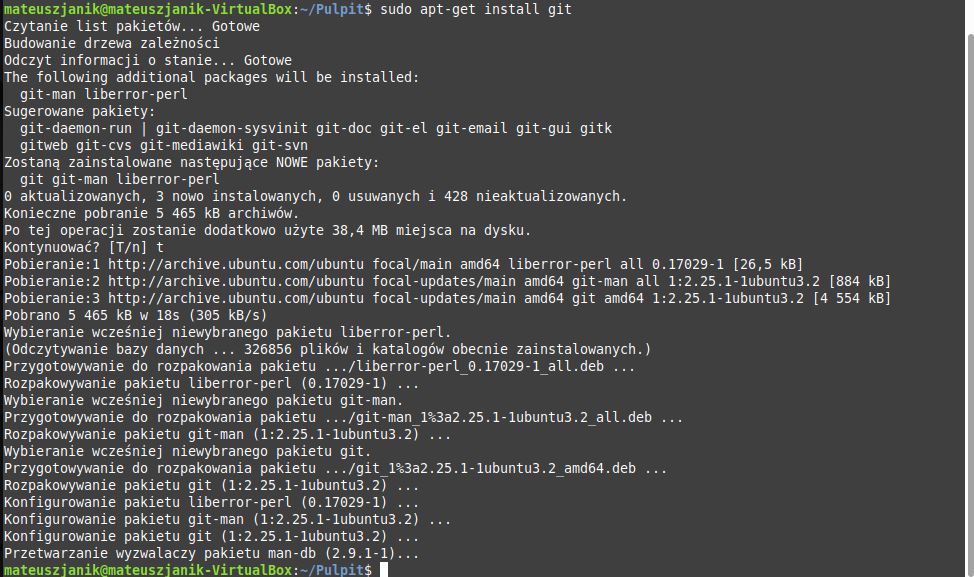 mateuszjanik@mateuszjanik-VirtualBox:~/Pulpit$ sudo apt-get install git
Czytanie list pakietów... Gotowe
Budowanie drzewa zależności
Odczyt informacji o stanie... Gotowe
The following additional packages will be installed:
  git-man liberror-perl
Sugerowane pakiety:
  git-daemon-run | git-daemon-sysvinit git-doc git-el git-email git-gui gitk
  gitweb git-cvs git-mediawiki git-svn
Zostaną zainstalowane następujące NOWE pakiety:
  git git-man liberror-perl
0 aktualizowanych, 3 nowo instalowanych, 0 usuwanych i 428 nieaktualizowanych.
Konieczne pobranie 5 465 kB archiwów.
Po tej operacji zostanie dodatkowo użyte 38,4 MB miejsca na dysku.
Kontynuować? [T/n] t
Pobieranie:1 http://archive.ubuntu.com/ubuntu focal/main amd64 liberror-perl all 0.17029-1 [26,5 kB]
Pobieranie:2 http://archive.ubuntu.com/ubuntu focal-updates/main amd64 git-man all 1:2.25.1-1ubuntu3.2 [884 kB]
Pobieranie:3 http://archive.ubuntu.com/ubuntu focal-updates/main amd64 git amd64 1:2.25.1-1ubuntu3.2 [4 554 kB]
Pobrano 5 465 kB w 18s (305 kB/s)
Wybieranie wcześniej niewybranego pakietu liberror-perl.
(Odczytywanie bazy danych ... 326856 plików i katalogów obecnie zainstalowanych.)
Przygotowywanie do rozpakowania pakietu .../liberror-perl_0.17029-1_all.deb ...
Rozpakowywanie pakietu liberror-perl (0.17029-1) ...
Wybieranie wcześniej niewybranego pakietu git-man.
Przygotowywanie do rozpakowania pakietu .../git-man_1%3a2.25.1-1ubuntu3.2_all.deb ...
Rozpakowywanie pakietu git-man (1:2.25.1-1ubuntu3.2) ...
Wybieranie wcześniej niewybranego pakietu git.
Przygotowywanie do rozpakowania pakietu .../git_1%3a2.25.1-1ubuntu3.2_amd64.deb ...
Rozpakowywanie pakietu git (1:2.25.1-1ubuntu3.2) ...
Konfigurowanie pakietu liberror-perl (0.17029-1) ...
Konfigurowanie pakietu git-man (1:2.25.1-1ubuntu3.2) ...
Konfigurowanie pakietu git (1:2.25.1-1ubuntu3.2) ...
Przetwarzanie wyzwalaczy pakietu man-db (2.9.1-1)...
mateuszjanik@mateuszjanik-VirtualBox:~/Pulpit$